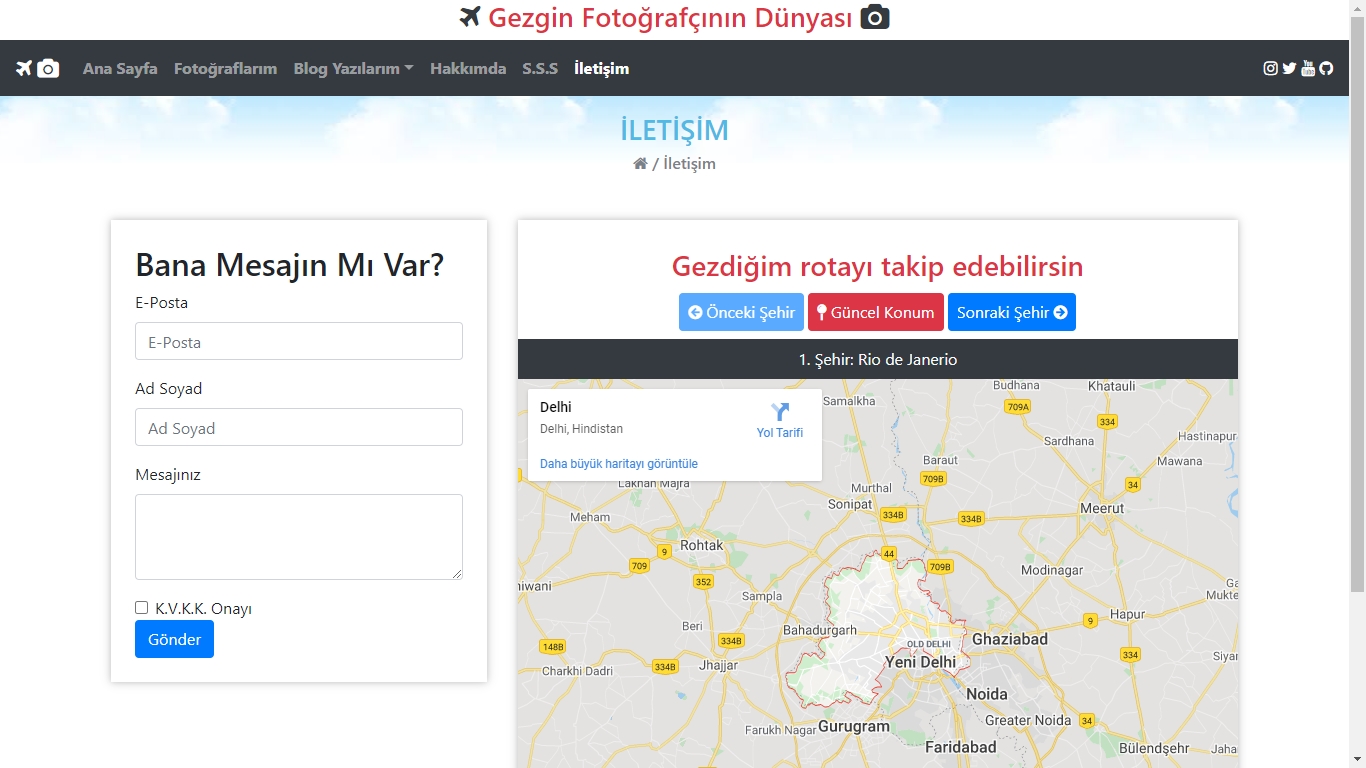 Gezgin Fotoğrafçının Dünyası
Ana Sayfa Fotoğraflarım Blog Yazılarım Hakkımda S.S.S İletişim
You Tube
İLETİŞİM
/ İletişim
Bana Mesajın Mı Var?
E-Posta
E-Posta
Ad Soyad
Ad Soyad
Mesajınız
K.V.K.K. Onayı
Gönder
Gezdiğim rotayı takip edebilirsin
Önceki Şehir Güncel Konum Sonraki Şehir
1. Şehir: Rio de Janerio
Delhi
Delhi, Hindistan
Yol Tarifi
Daha büyük haritayı görüntüle
Budhana
Khatauli
Samalkha
709A
334
Sardhana
Hastinapur
Mawana
Baraut
709B
34
Lakhan Majra
Murthal
Sonipat
334B
334B
Meerut
Meham
Rohtak
9
44
709
709B
352
Modinagar
Sampla
Hapur
9
Beri
Bahadurgarh
334B
OLD DELHI
Ghaziabad
148B
334
Yeni Delhi
Charkhi Dadri
334B
Jhajjar
Noida
Greater Noida
34
Farukh Nagar
Gurugram
Faridabad
Bülendşehr